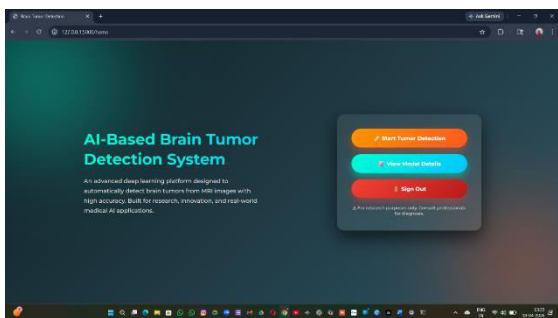 Brain Tumor Detection
Ask Gemini
127.0.0.1:5000/home
AI-Based Brain Tumor
Detection System
An advanced deep learning platform designed to
automatically detect brain tumors from MRI images with
high accuracy. Built for research, innovation, and real-world
medical AI applications.
Start Tumor Detection
View Model Details
Sign Out
For research purposes only. Consult professionals
for diagnosis.
ENG